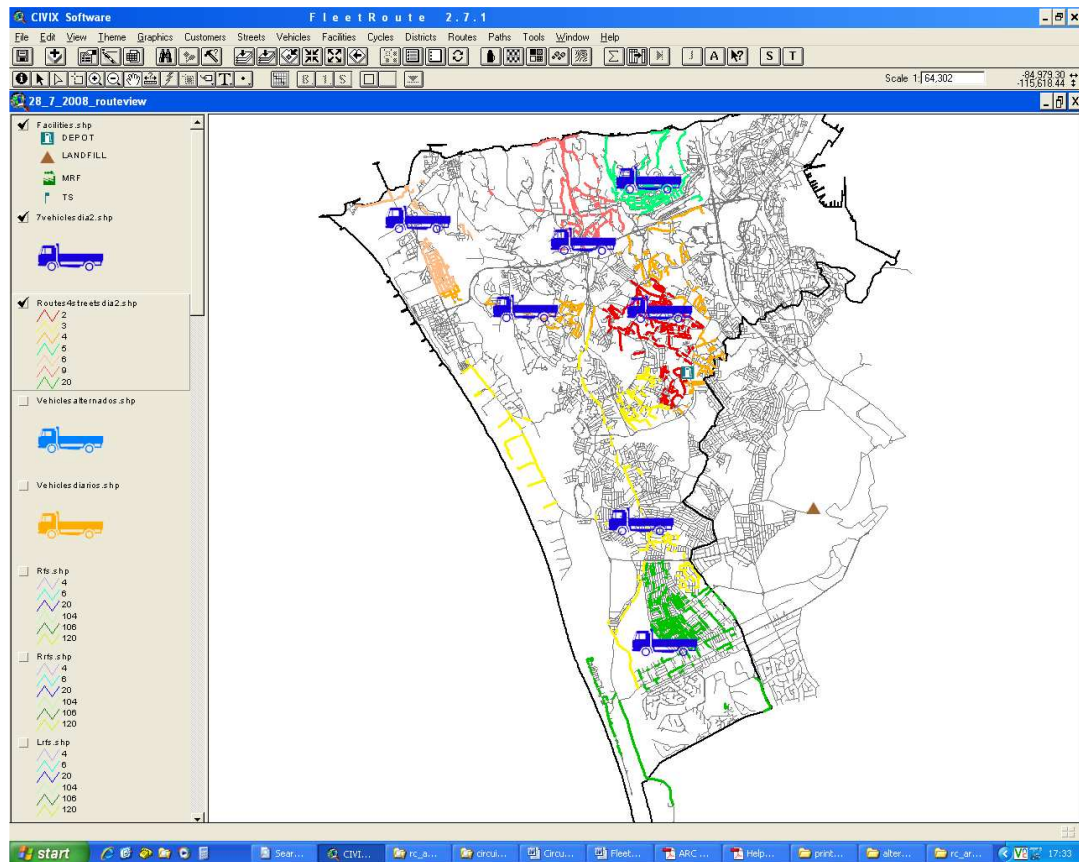 CIVIX Software FleetRoute 2.7.1
File Edit View Theme Graphics Customers Streets Vehicles Facilities Cycles Districts Routes Paths Tools Window Help
S T
B 1 S Scale 1: 64,302 -84,979.30
-115,618.44
28_7_2008_routeview
Facilities.shp
DEPOT
LANDFILL
MRF
TS
7vehiclesdia2.shp
Routes4streetsdia2.shp
2
3
4
5
6
9
20
Vehiclesalternados.shp
Vehiclesdiarios.shp
Rfs.shp
4
6
20
104
106
120
Rrfs.shp
4
6
20
104
106
120
Lrfs.shp
4
6
20
104
106
120
start Sear... CIVI... rc_a... circui... Circu... Fleet... ARC ... Help... print... alter... rc_ar... 17:33